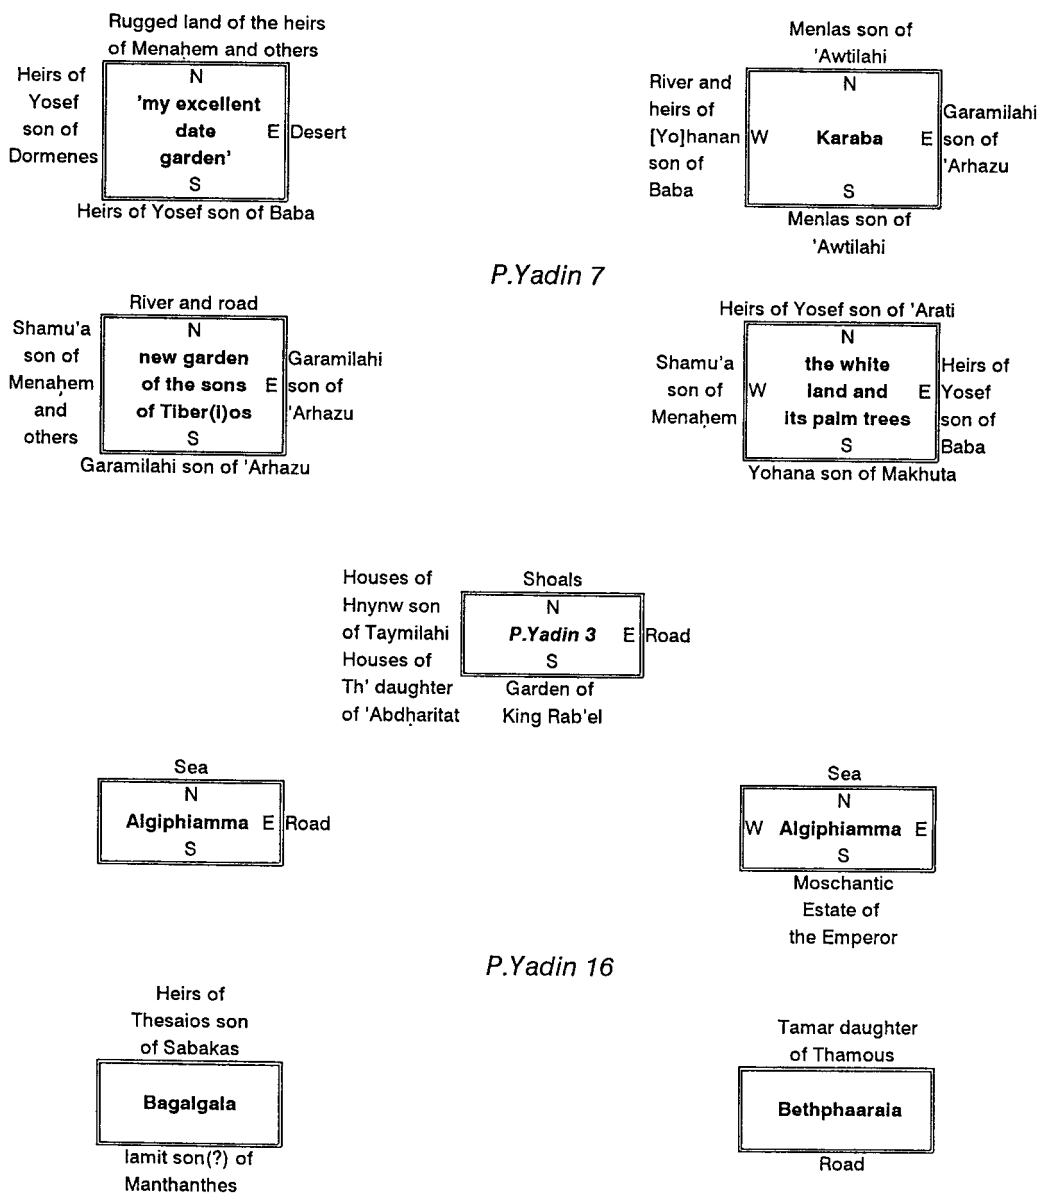 Rugged land of the heirs
of Menaḥem and others
Heirs of
Yosef
son of
Dormenes
N
'my excellent
date
garden'
E
Desert
S
Heirs of Yosef son of Baba
Menlas son of
'Awtilahi
River and
heirs of
[Yo]hanan
son of
Baba
N
W
Karaba
E
Garamilahi
son of
'Arhazu
S
Menlas son of
'Awtilahi
P.Yadin 7
River and road
Shamu'a
son of
Menaḥem
and
others
N
new garden
of the sons
of Tiber(i)os
E
Garamilahi
son of
'Arhazu
S
Garamilahi son of 'Arhazu
Heirs of Yosef son of 'Arati
Shamu'a
son of
Menaḥem
N
W
the white
land and
its palm trees
E
Heirs of
Yosef
son of
Baba
S
Yohana son of Makhuta
Houses of
Hnynw son
of Taymilahi
Houses of
Th' daughter
of 'Abdḥaritat
Shoals
N
P.Yadin 3
E
Road
S
Garden of
King Rab'el
Sea
N
Algiphiamma
E
Road
S
Sea
N
W
Algiphiamma
E
S
Moschantic
Estate of
the Emperor
P.Yadin 16
Heirs of
Thesaios son
of Sabakas
Bagalgala
Iamit son(?) of
Manthanthes
Tamar daughter
of Thamous
Bethphaaraia
Road